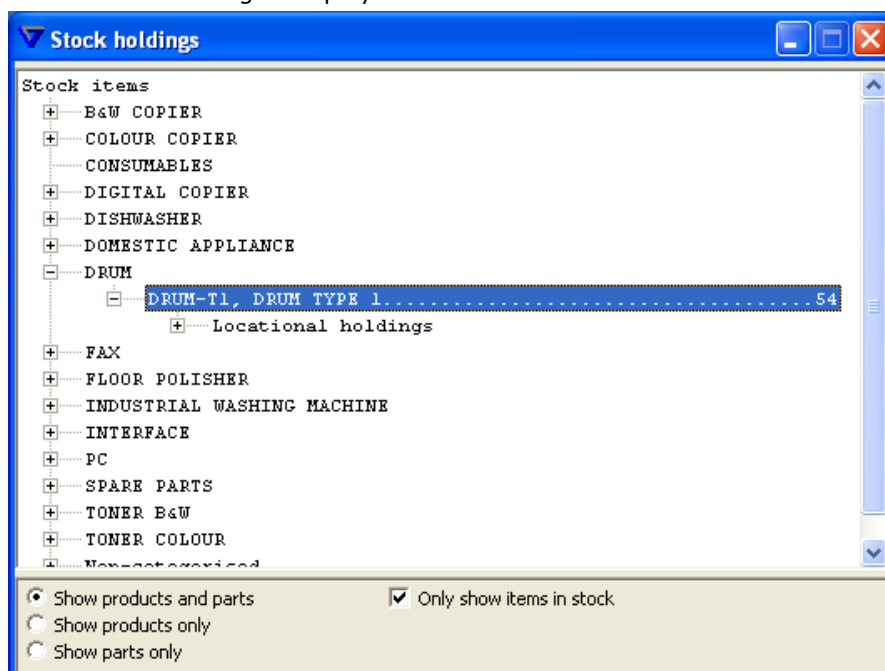 Stock holdings
Stock items
B&W COPIER
COLOUR COPIER
CONSUMABLES
DIGITAL COPIER
DISHWASHER
DOMESTIC APPLIANCE
DRUM
DRUM-T1, DRUM TYPE 1.....................................54
Locational holdings
FAX
FLOOR POLISHER
INDUSTRIAL WASHING MACHINE
INTERFACE
PC
SPARE PARTS
TONER B&W
TONER COLOUR
Non-categorised
Show products and parts
Only show items in stock
Show products only
Show parts only